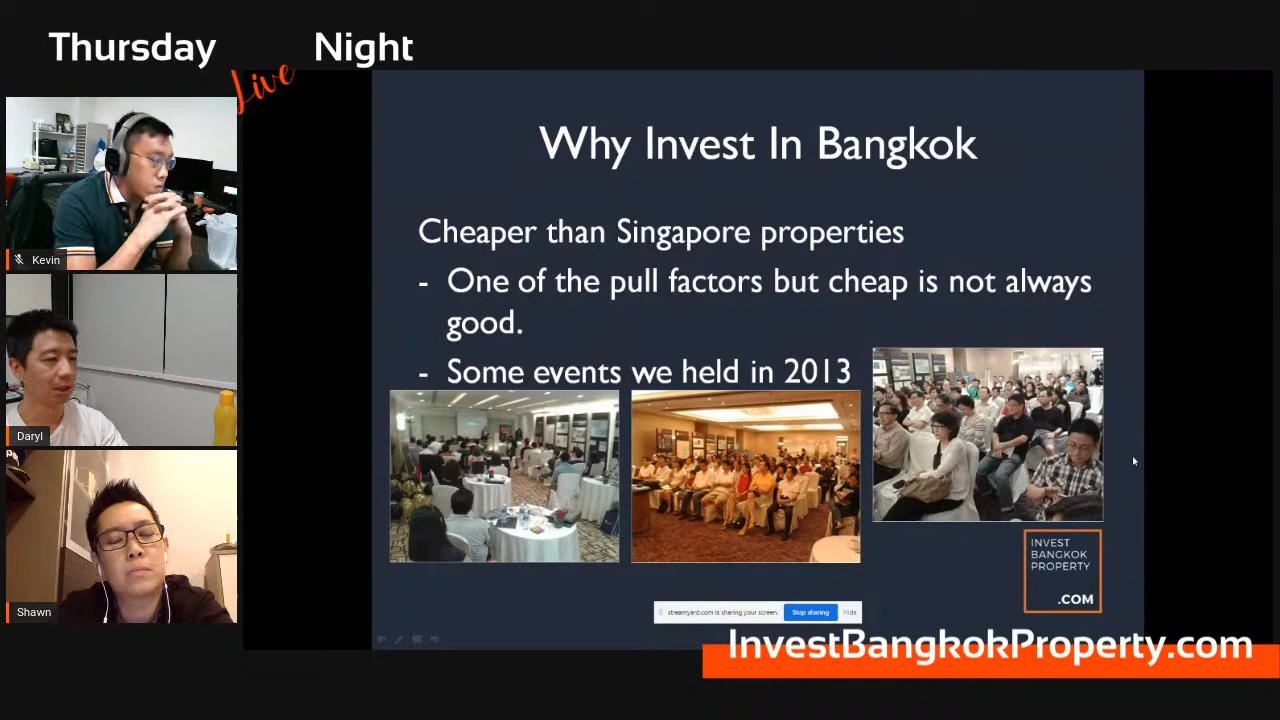 Thursday
Live
Night
Kevin
Daryl
Shawn
Why Invest In Bangkok
Cheaper than Singapore properties
- One of the pull factors but cheap is not always
good.
- Some events we held in 2013
INVEST
BANGKOK
PROPERTY
.COM
streamyard.com is sharing your screen.
Stop sharing
Hide
InvestBangkokProperty.com